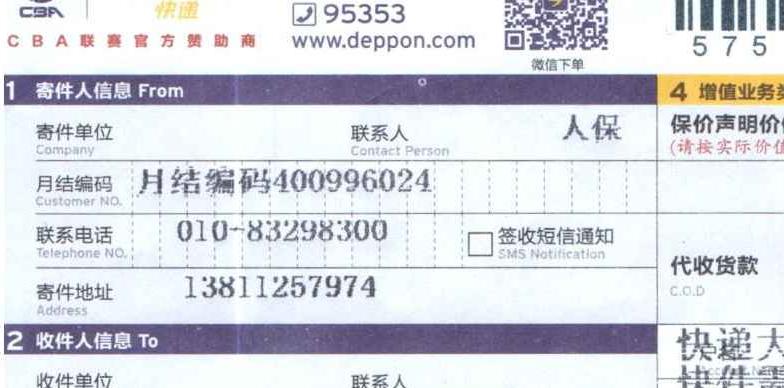 CBA 快递 95353
CBA联赛官方赞助商 www.deppon.com 575
微信下单
1 寄件人信息 From 4 增值业务
寄件单位 联系人 人保 保价声明价
Company Contact Person (请按实际价值
月结编码 月结编码400996024
Customer NO.
联系电话 010-83298300 签收短信通知
Telephone NO. SMS Notification 代收货款
寄件地址 13811257974 C.O.D
Address
2 收件人信息 To 快递大
收件单位 联系人